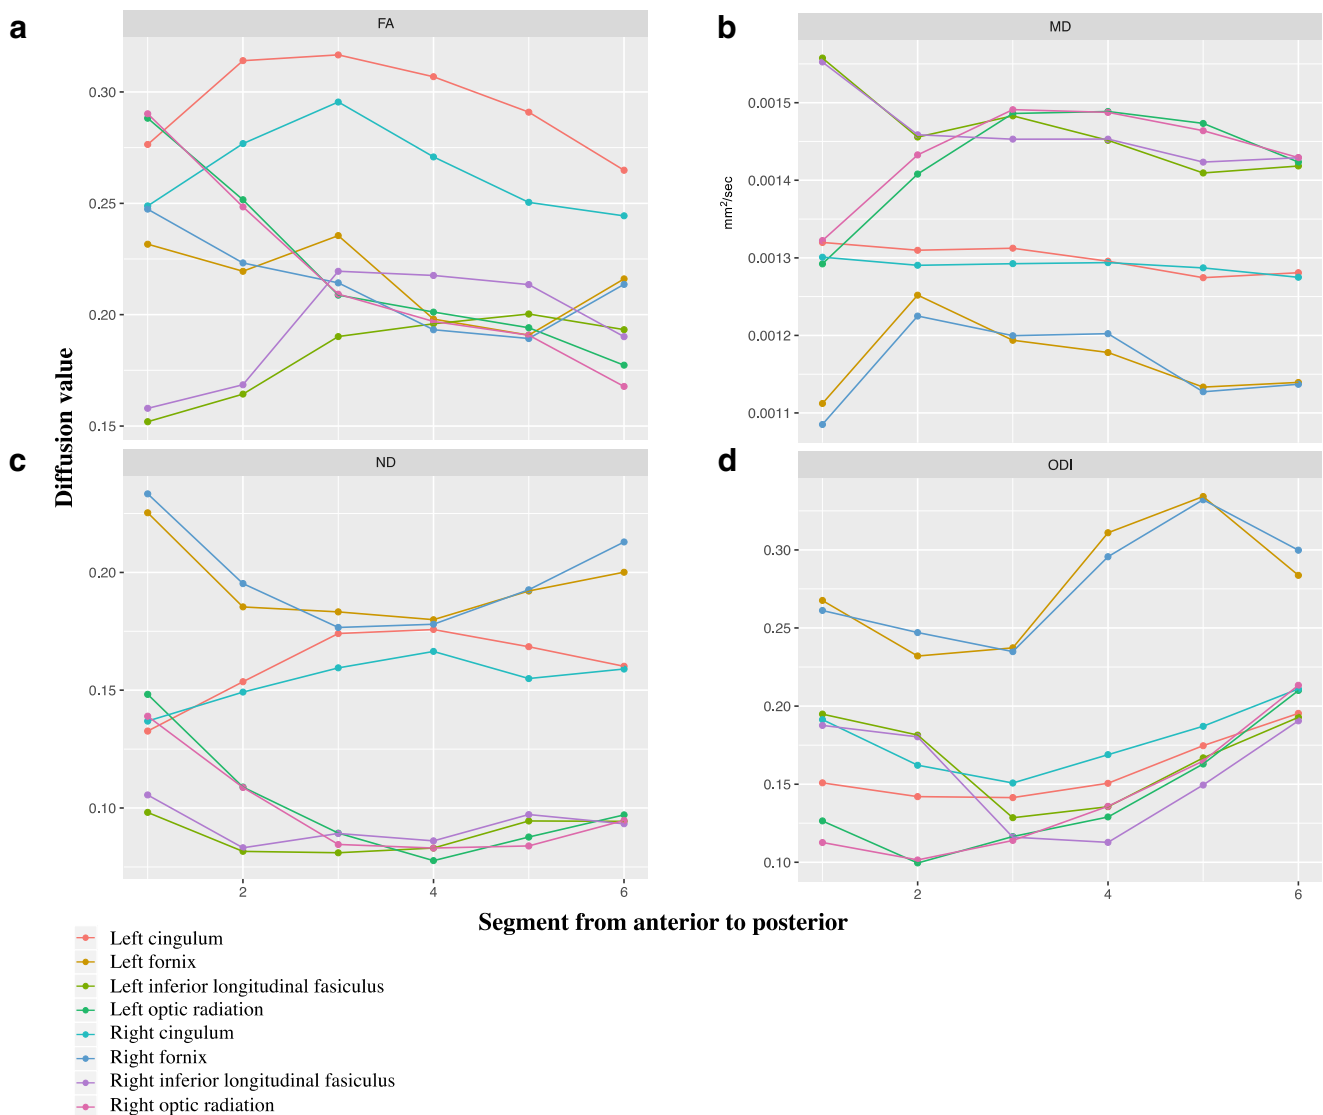 a
FA
0.30
0.25
0.20
0.15
b
MD
mm²/sec
0.0015
0.0014
0.0013
0.0012
0.0011
Diffusion value
c
ND
0.20
0.15
0.10
2
4
6
d
ODI
0.30
0.25
0.20
0.15
0.10
2
4
6
Segment from anterior to posterior
Left cingulum
Left fornix
Left inferior longitudinal fasiculus
Left optic radiation
Right cingulum
Right fornix
Right inferior longitudinal fasiculus
Right optic radiation